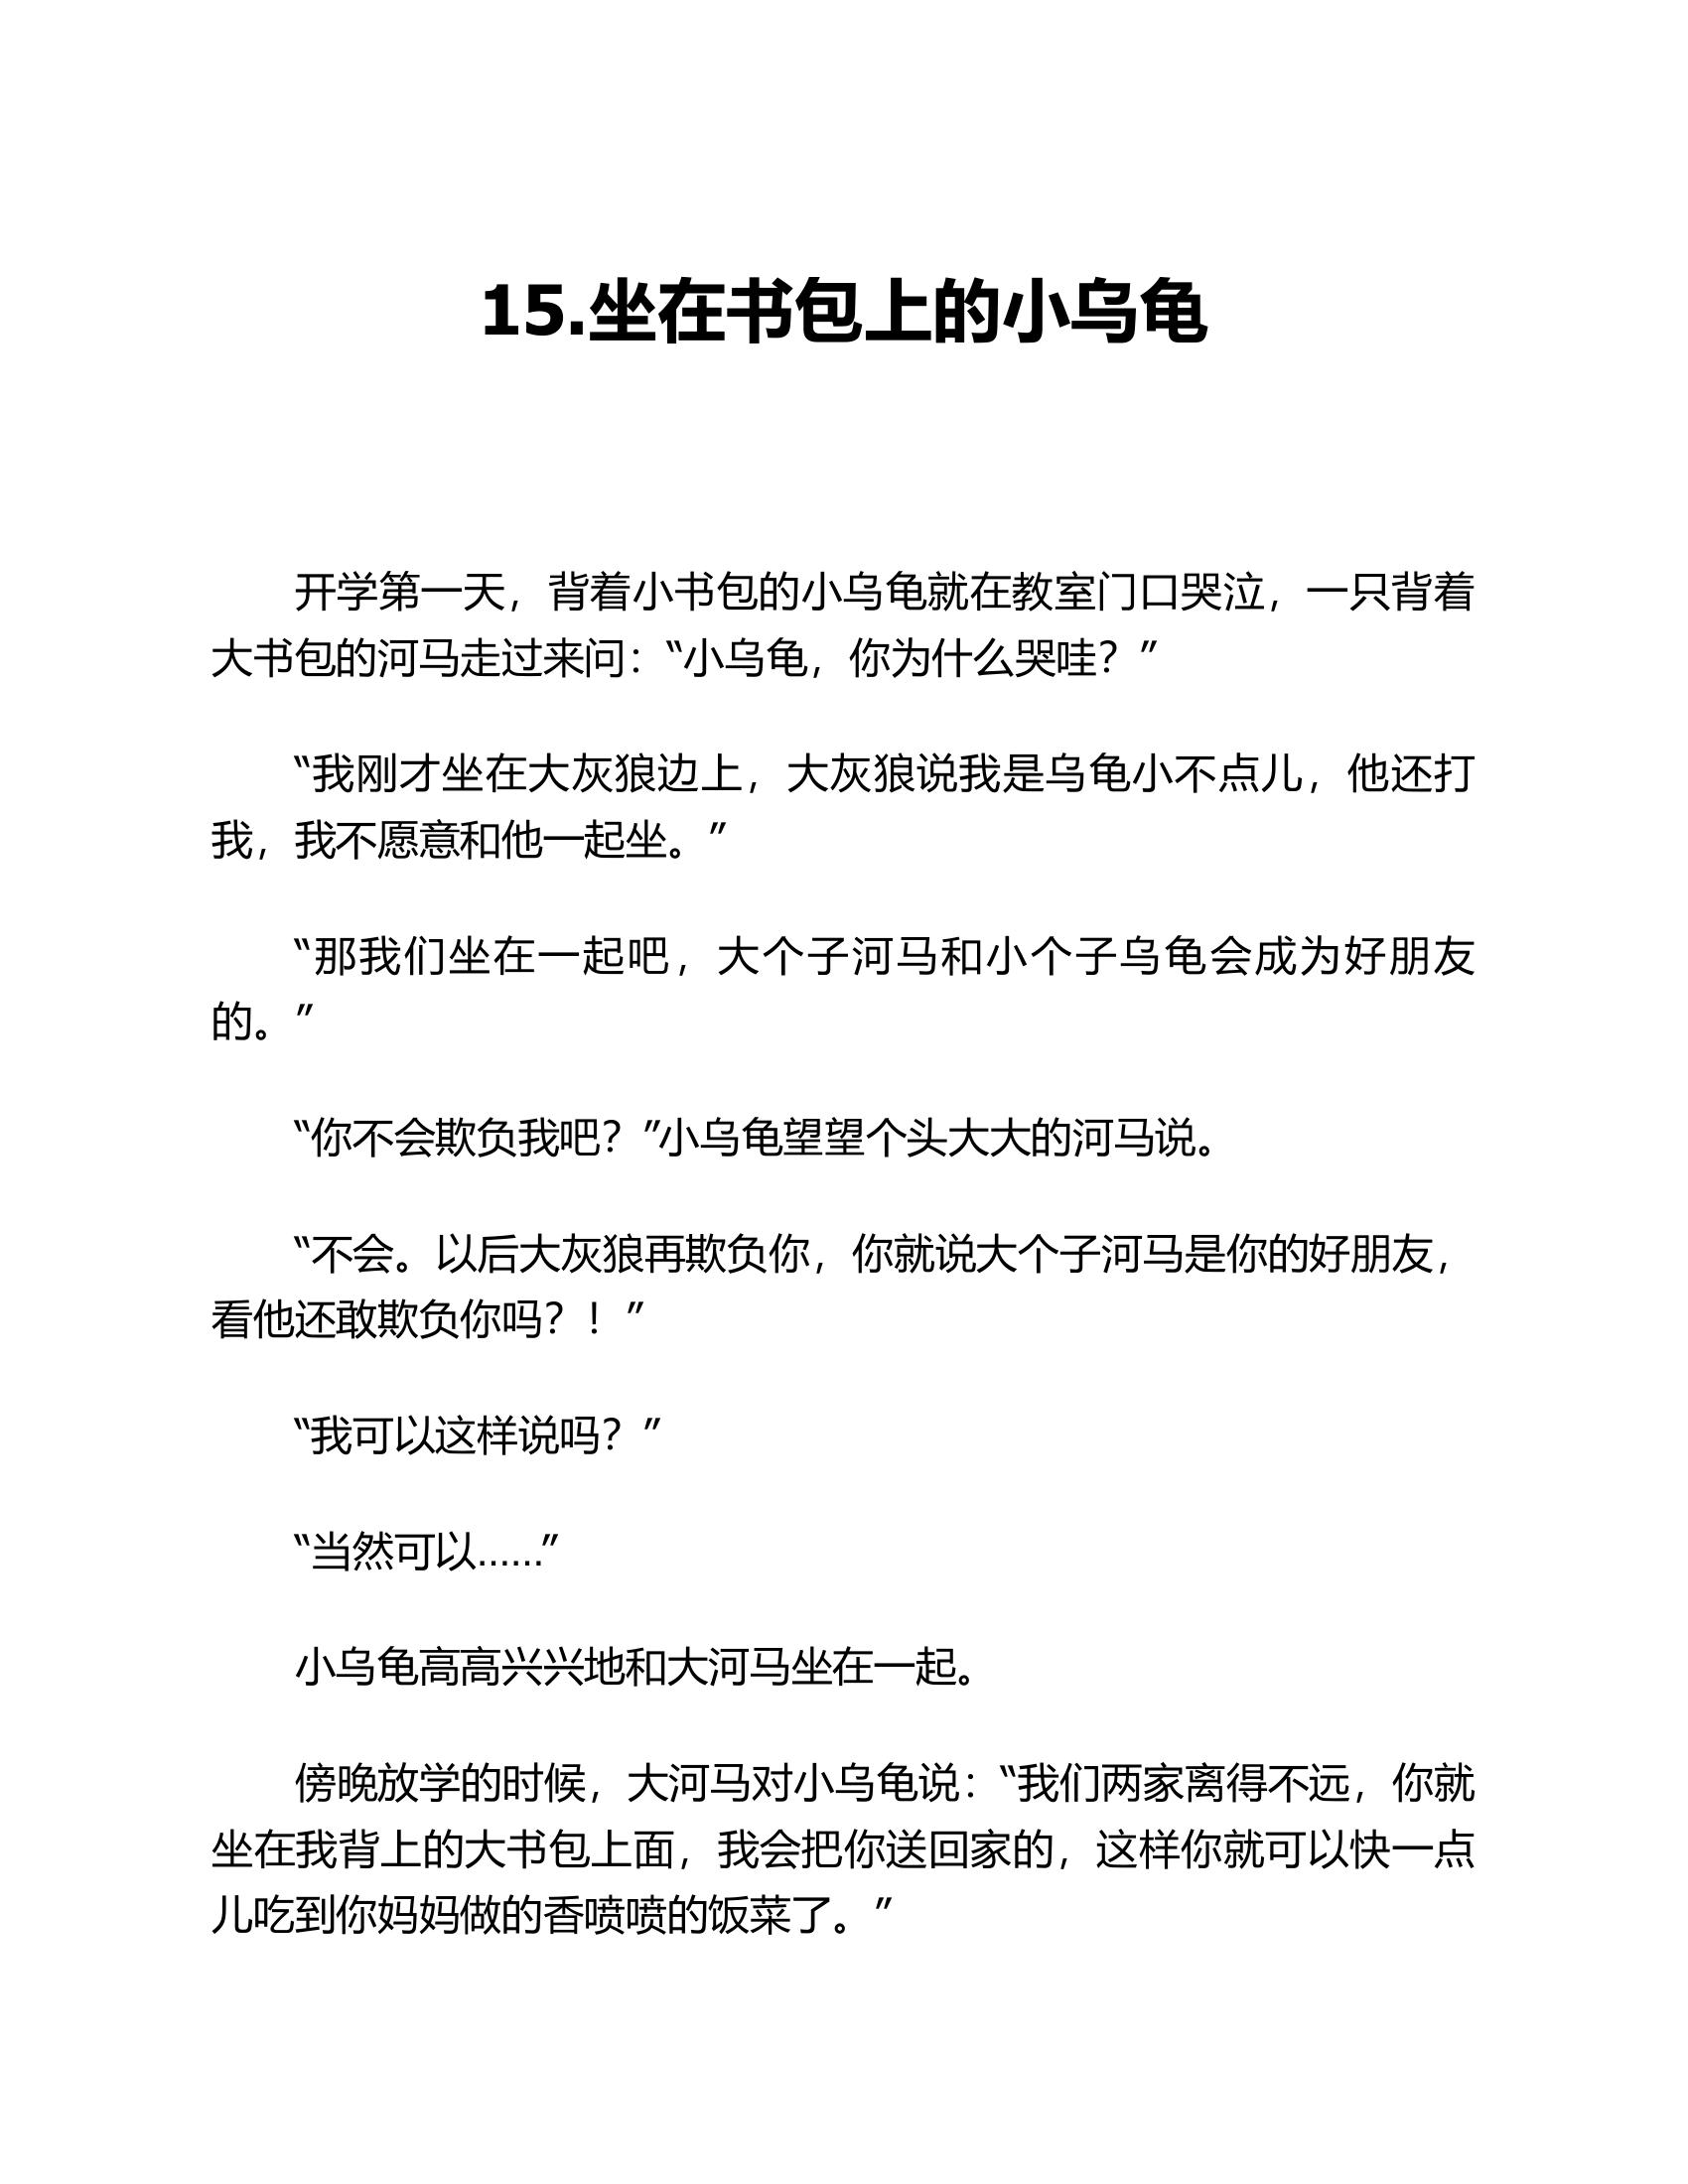 15.坐在书包上的小乌龟
开学第一天，背着小书包的小乌龟就在教室门口哭泣，一只背着
大书包的河马走过来问：“小乌龟，你为什么哭哇？”
“我刚才坐在大灰狼边上，大灰狼说我是乌龟小不点儿，他还打
我，我不愿意和他一起坐。”
“那我们坐在一起吧，大个子河马和小个子乌龟会成为好朋友
的。”
“你不会欺负我吧？”小乌龟望望个头大大的河马说。
“不会。以后大灰狼再欺负你，你就说大个子河马是你的好朋友，
看他还敢欺负你吗？！”
“我可以这样说吗？”
“当然可以……”
小乌龟高高兴兴地和大河马坐在一起。
傍晚放学的时候，大河马对小乌龟说：“我们两家离得不远，你就
坐在我背上的大书包上面，我会把你送回家的，这样你就可以快一点
儿吃到你妈妈做的香喷喷的饭菜了。”